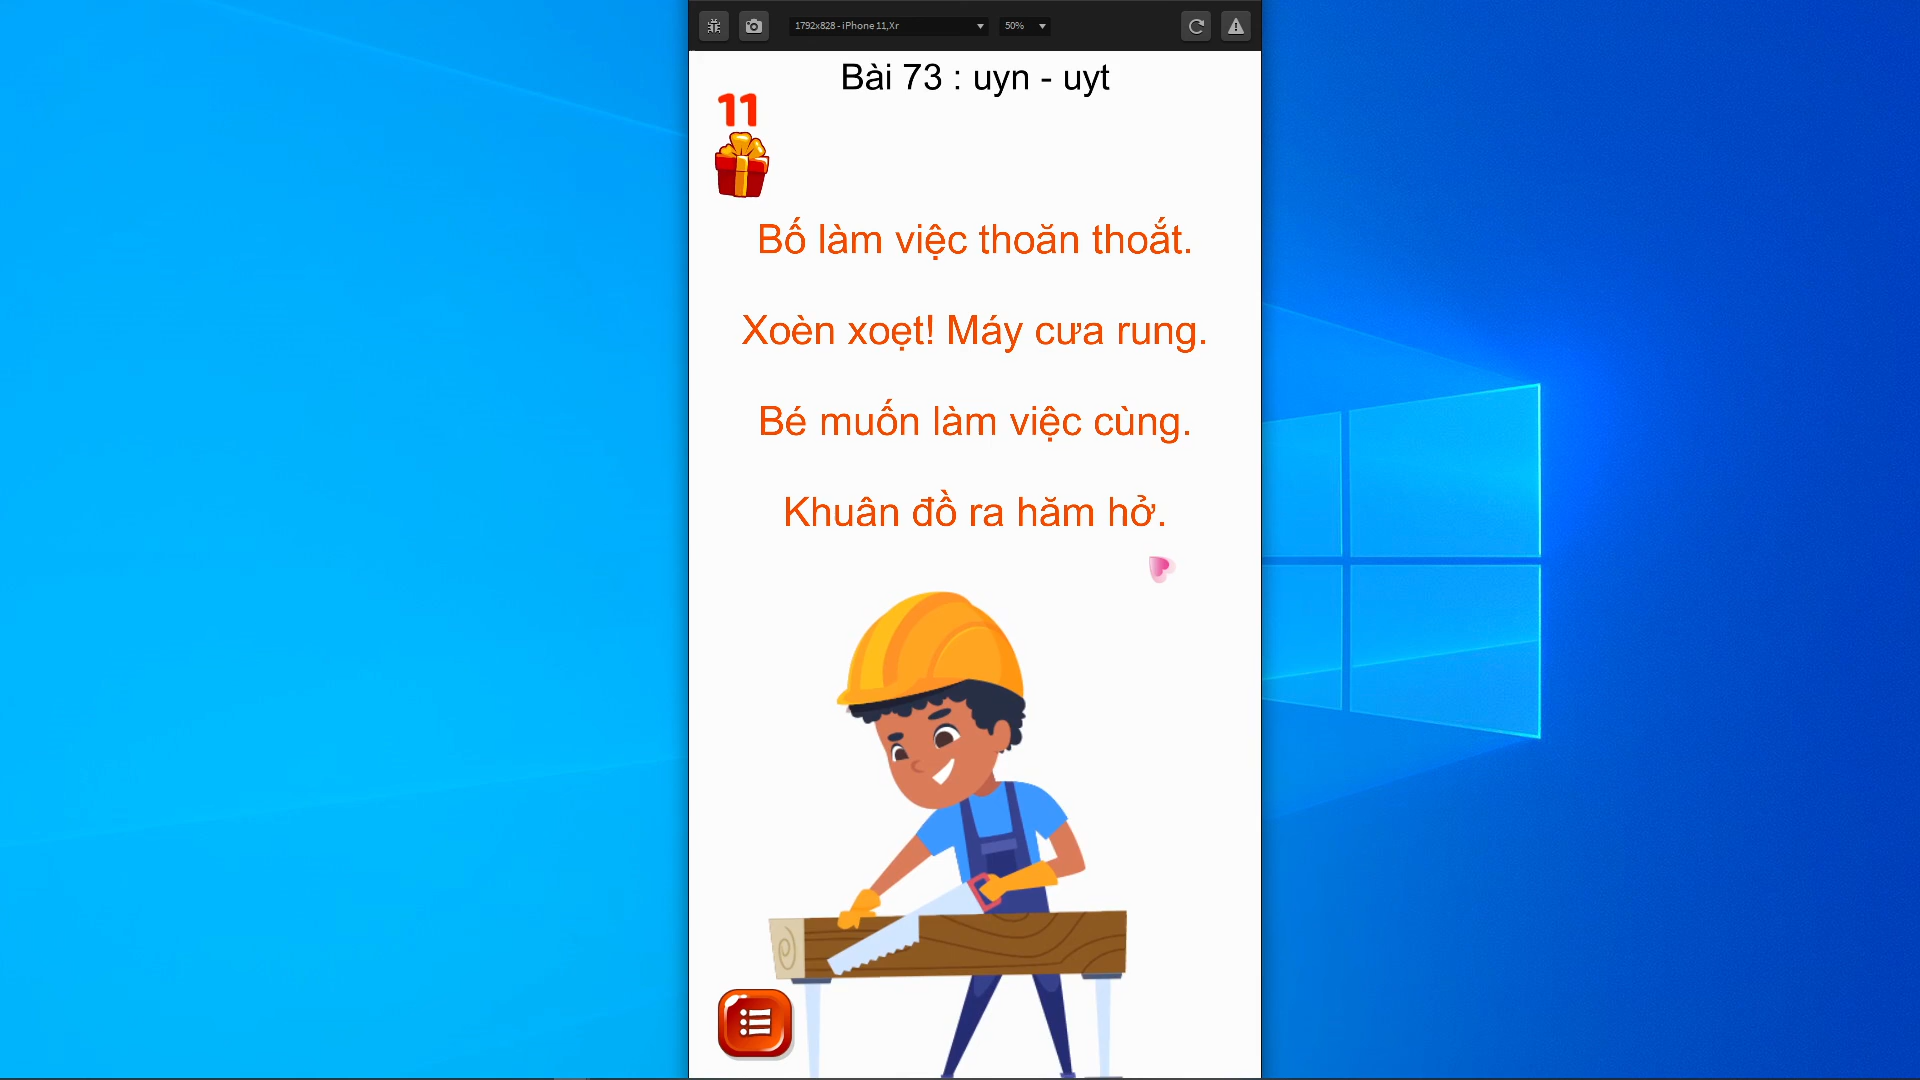 1792x828 - iPhone 11,Xr
50%
Bài 73 : uyn - uyt
11
Bố làm việc thoăn thoắt.
Xoèn xoẹt! Máy cưa rung.
Bé muốn làm việc cùng.
Khuân đồ ra hăm hở.